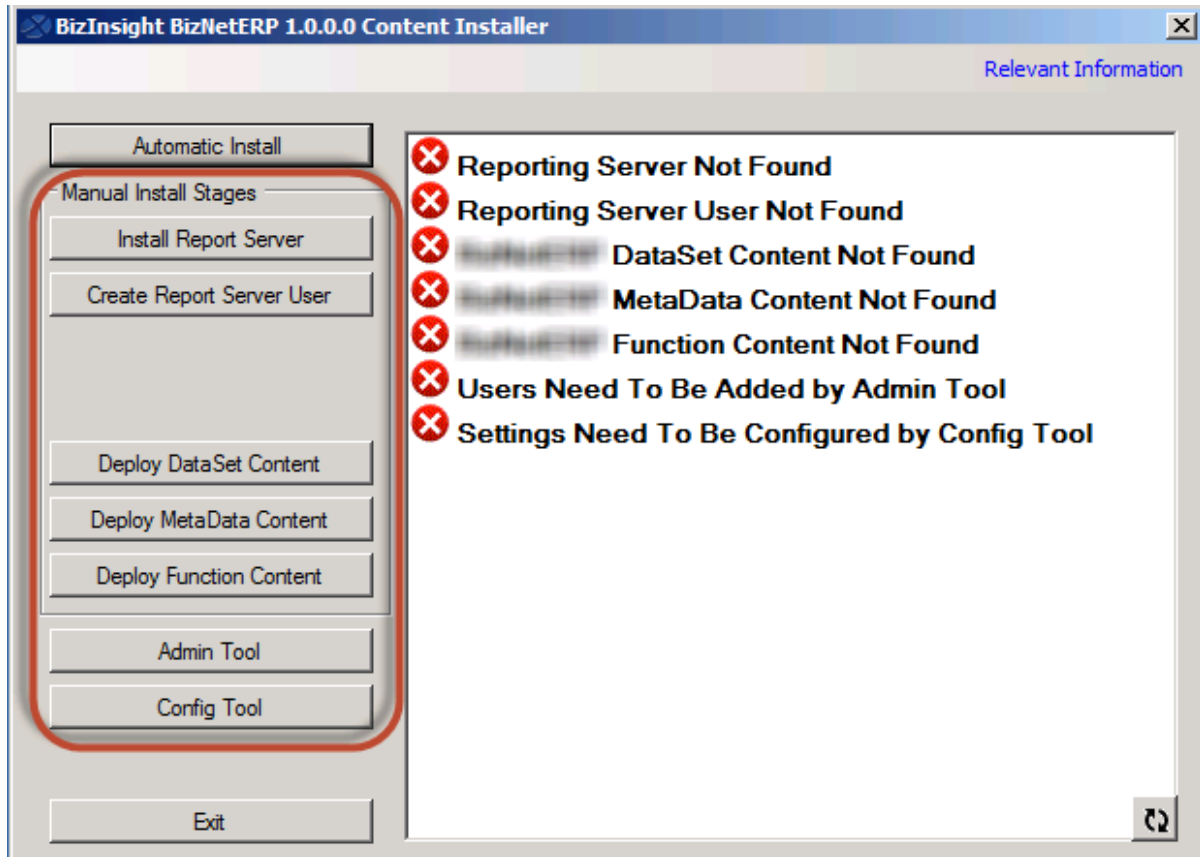 BizInsight BizNetERP 1.0.0.0 Content Installer
Relevant Information
Automatic Install
Manual Install Stages
Install Report Server
Create Report Server User
Deploy DataSet Content
Deploy MetaData Content
Deploy Function Content
Admin Tool
Config Tool
Exit
Reporting Server Not Found
Reporting Server User Not Found
DataSet Content Not Found
MetaData Content Not Found
Function Content Not Found
Users Need To Be Added by Admin Tool
Settings Need To Be Configured by Config Tool